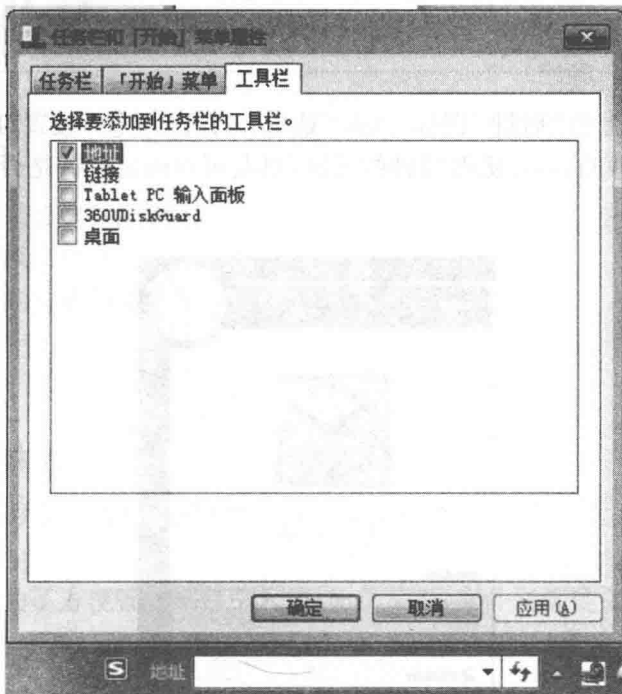 任务栏和「开始」菜单属性
任务栏
「开始」菜单
工具栏
选择要添加到任务栏的工具栏。
地址
链接
Tablet PC 输入面板
360UDiskGuard
桌面
确定
取消
应用(A)
S
地址